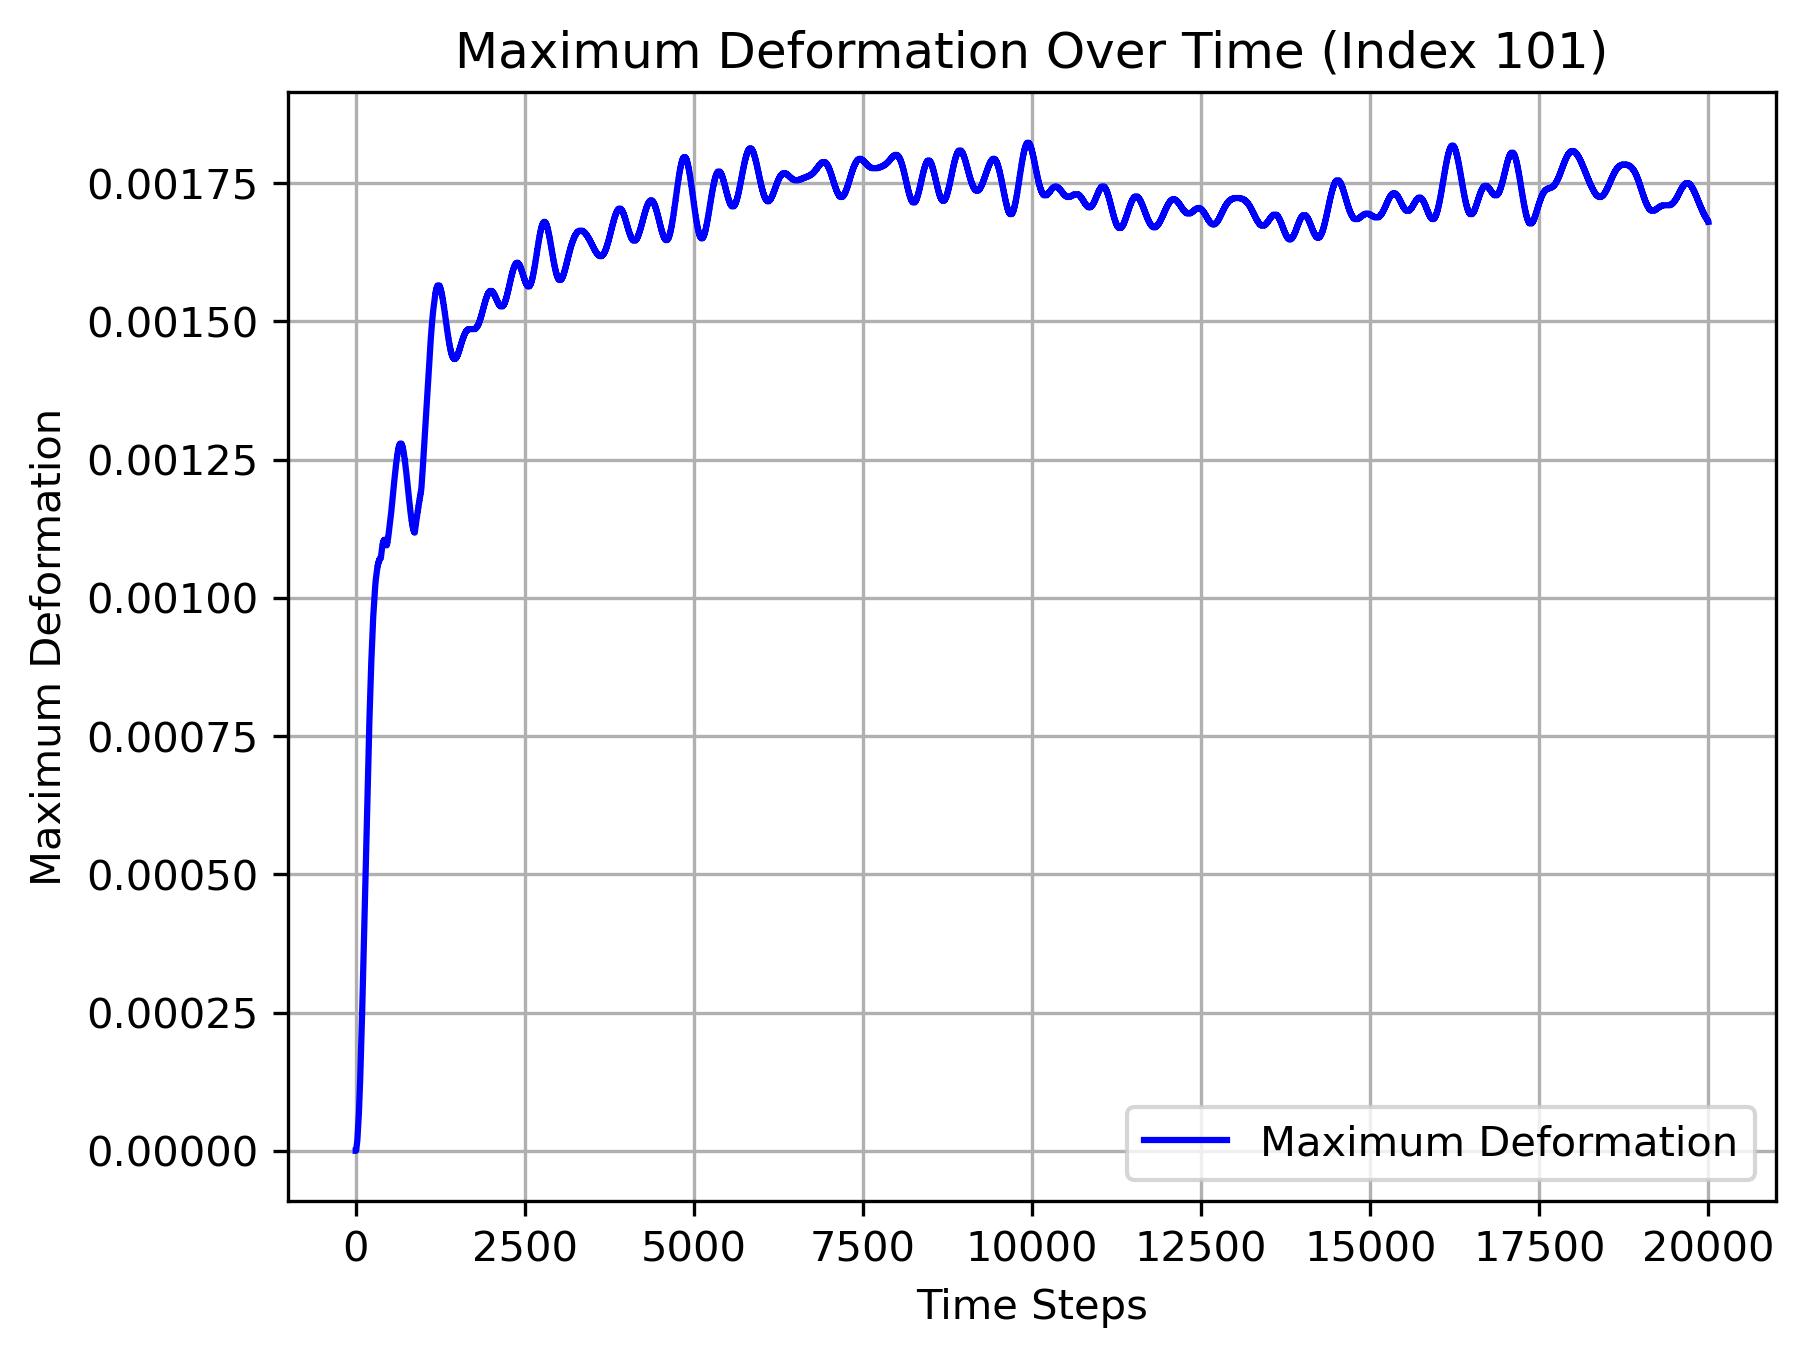 Maximum Deformation Over Time (Index 101)
Maximum Deformation
0.00175
0.00150
0.00125
0.00100
0.00075
0.00050
0.00025
0.00000
Maximum Deformation
0 2500 5000 7500 10000 12500 15000 17500 20000
Time Steps